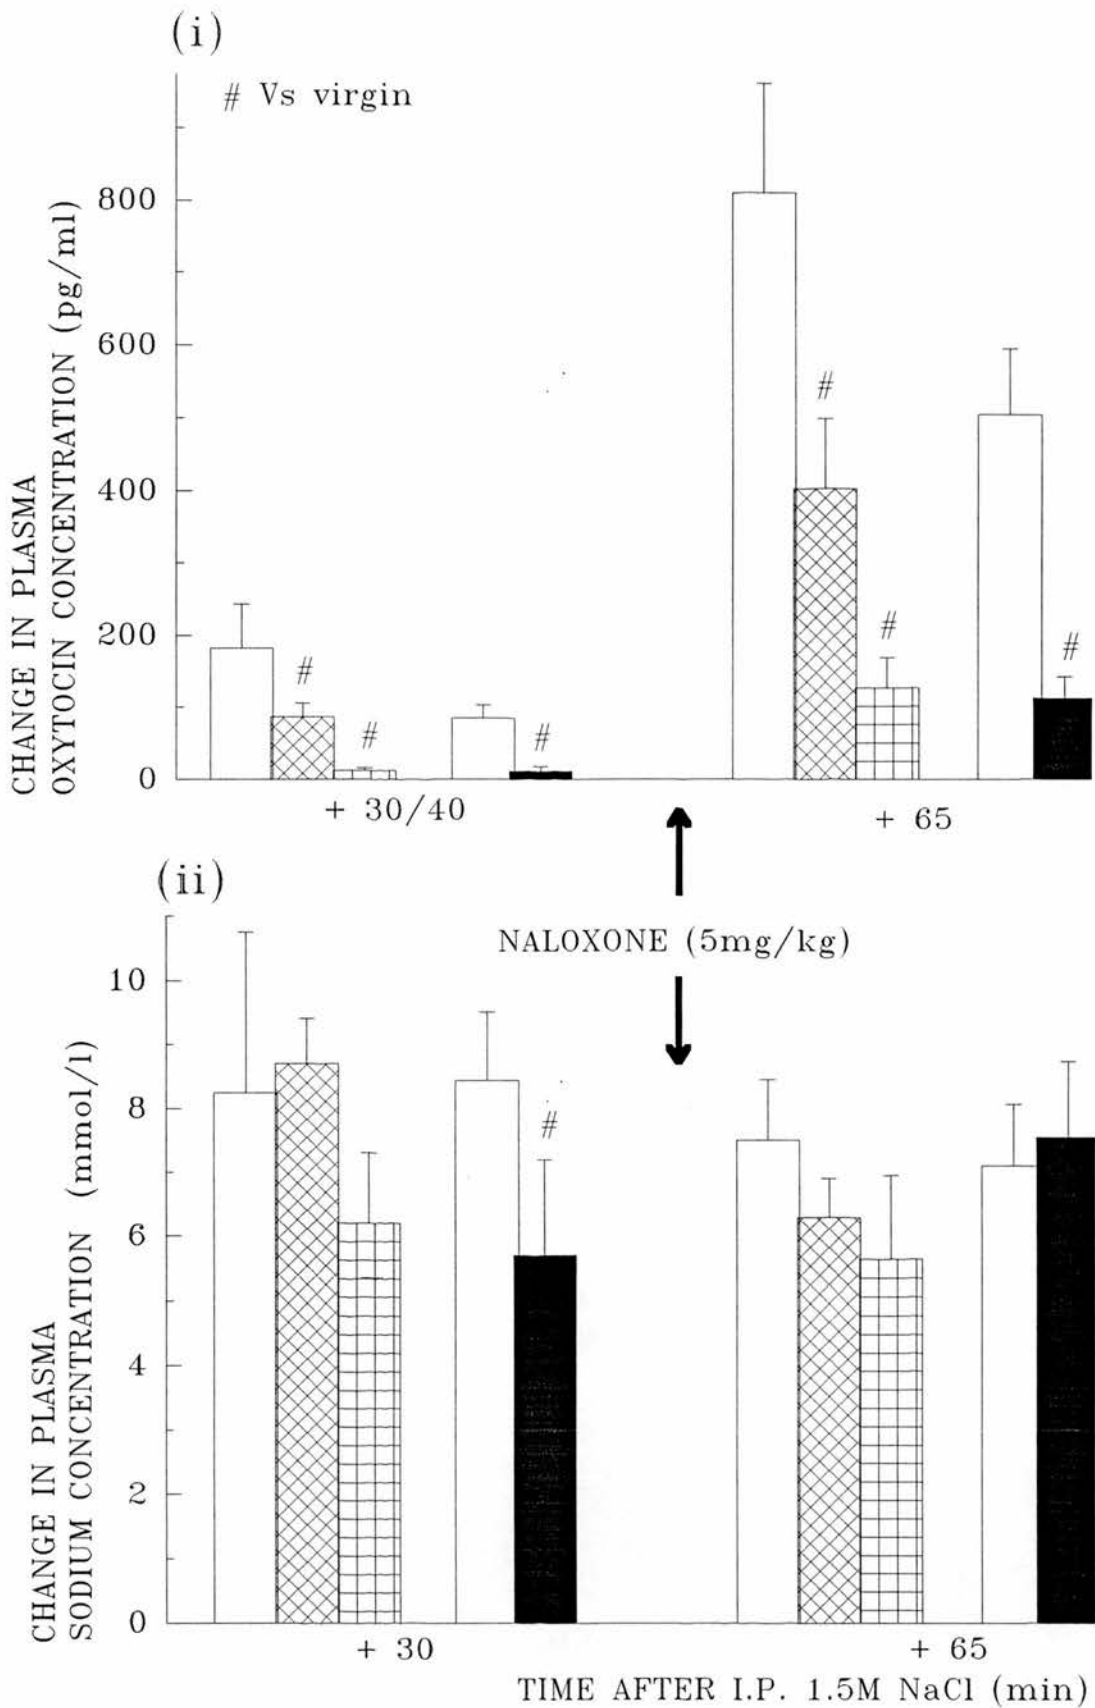 (i)
# Vs virgin
CHANGE IN PLASMA
OXYTOCIN CONCENTRATION (pg/ml)
800
600
400
200
0
#
#
#
#
#
#
+ 30/40
+ 65
(ii)
NALOXONE (5mg/kg)
CHANGE IN PLASMA
SODIUM CONCENTRATION (mmol/l)
10
8
6
4
2
0
#
+ 30
+ 65
TIME AFTER I.P. 1.5M NaCl (min)